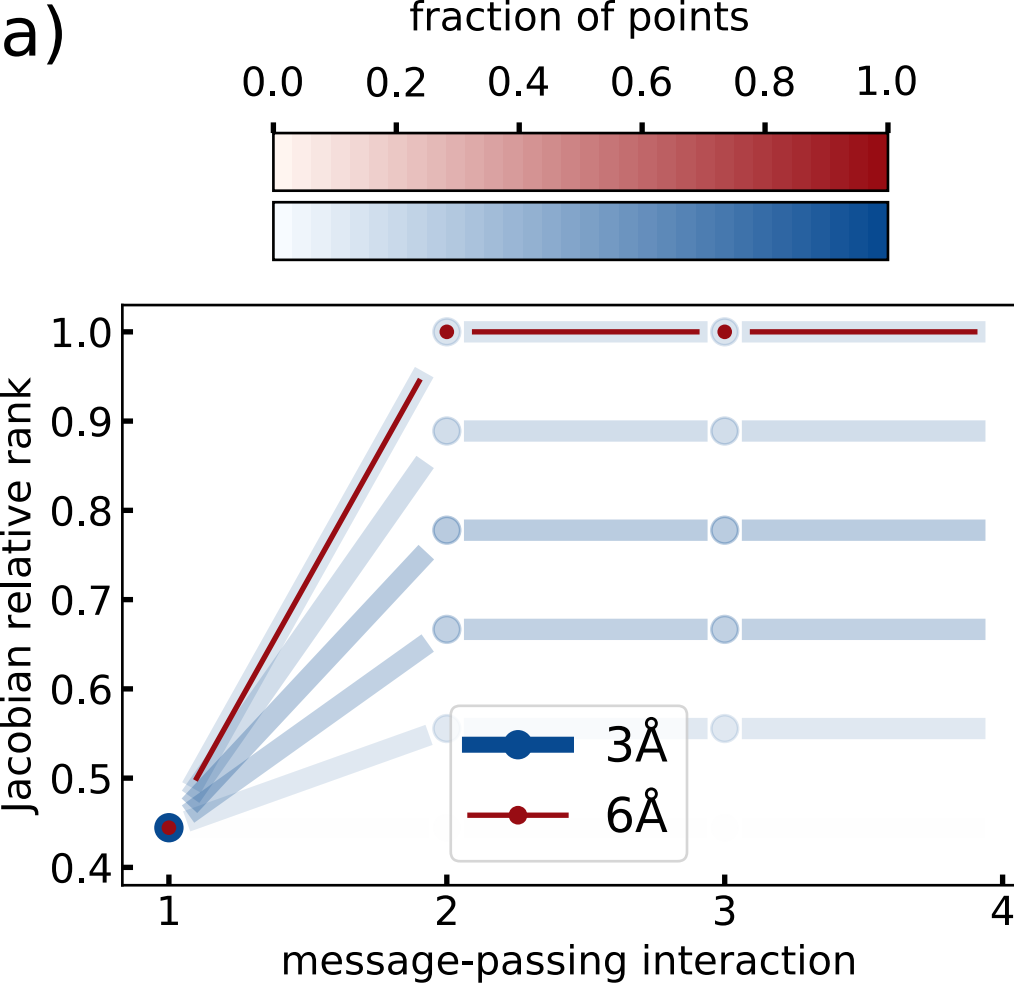 a)
fraction of points
0.0 0.2 0.4 0.6 0.8 1.0
Jacobian relative rank
1.0
0.9
0.8
0.7
0.6
0.5
0.4
3Å
6Å
1 2 3 4
message-passing interaction